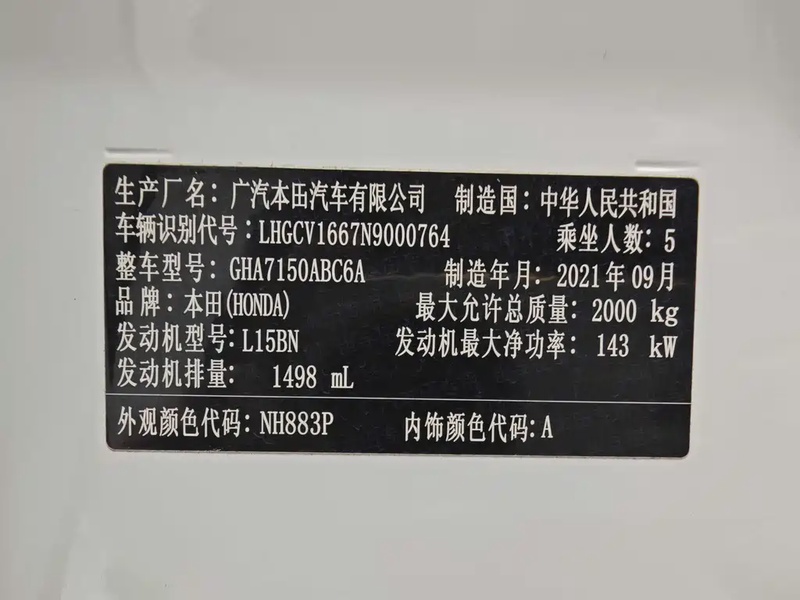 生产厂名: 广汽本田汽车有限公司 制造国: 中华人民共和国
车辆识别代号: LHGCV1667N9000764 乘坐人数: 5
整车型号: GHA7150ABC6A 制造年月: 2021年09月
品牌: 本田(HONDA) 最大允许总质量: 2000 kg
发动机型号: L15BN 发动机最大净功率: 143 kW
发动机排量: 1498 mL
外观颜色代码: NH883P 内饰颜色代码: A